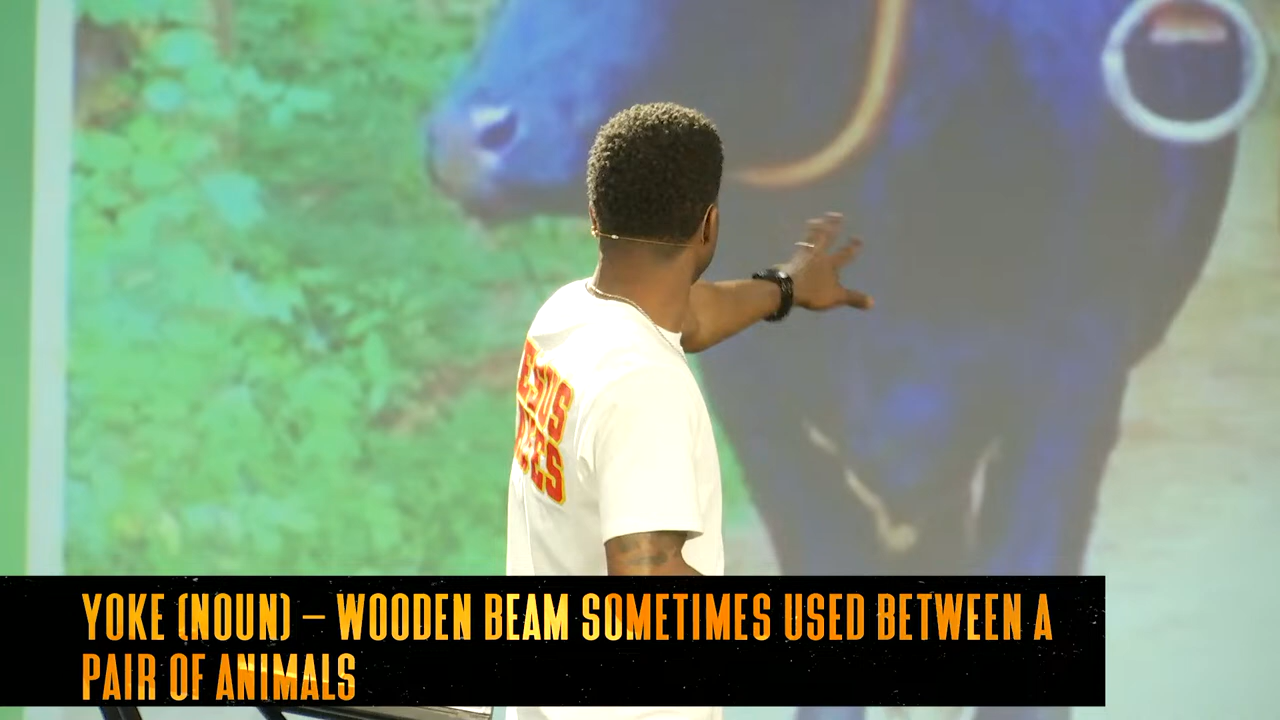 YOKE (NOUN) – WOODEN BEAM SOMETIMES USED BETWEEN A
PAIR OF ANIMALS